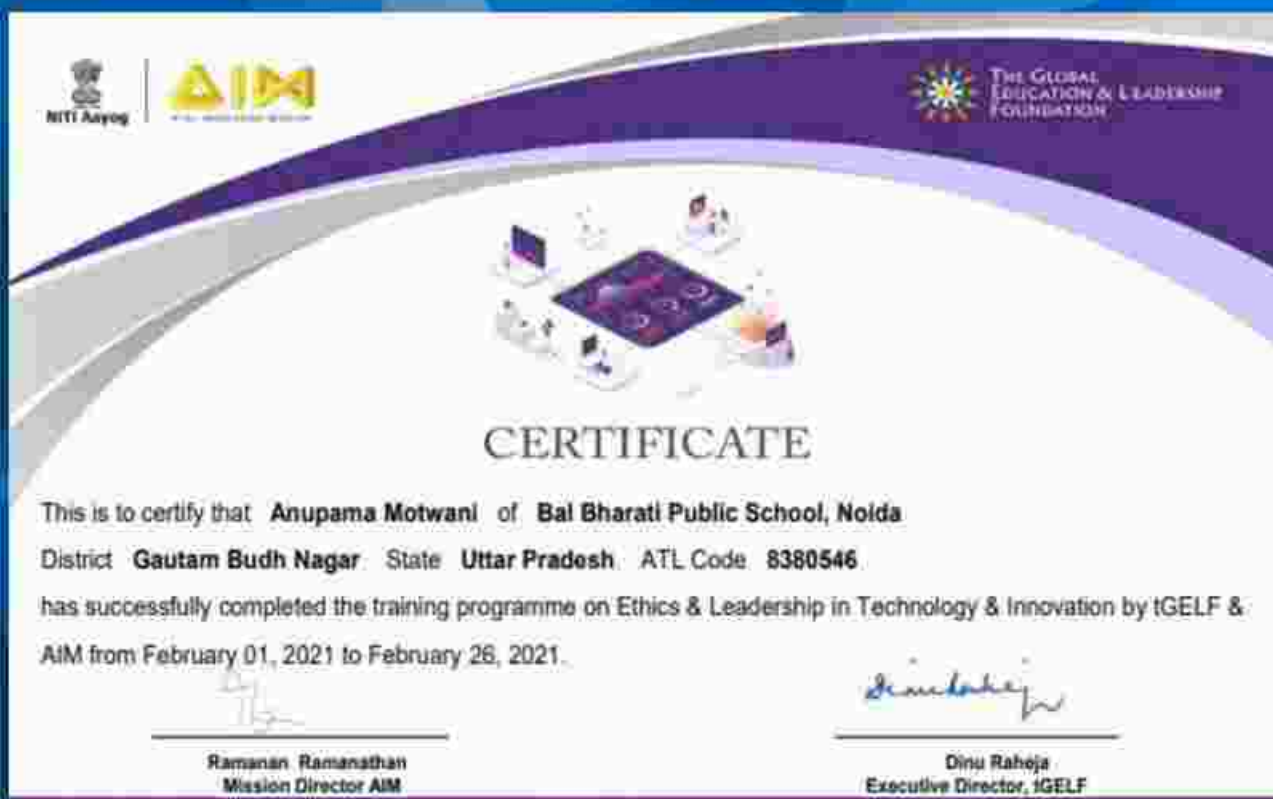 NITI Aayog
AIM
THE GLOBAL
EDUCATION & LEADERSHIP
FOUNDATION
CERTIFICATE
This is to certify that Anupama Motwani of Bal Bharati Public School, Noida
District Gautam Budh Nagar State Uttar Pradesh ATL Code 8380546
has successfully completed the training programme on Ethics & Leadership in Technology & Innovation by tGELF &
AIM from February 01, 2021 to February 26, 2021.
Ramanan Ramanathan
Mission Director AIM
Dinu Raheja
Executive Director, tGELF